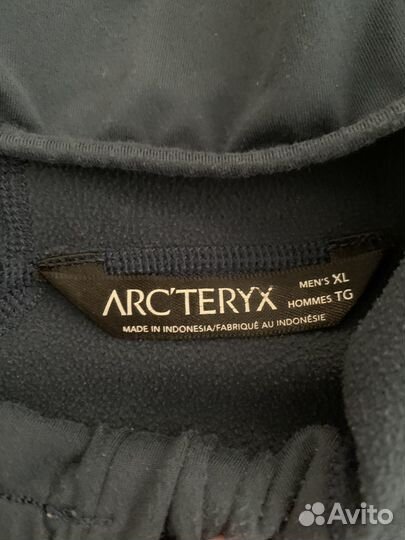 ARC'TERYX
MEN'S XL
HOMMES TG
MADE IN INDONESIA/FABRIQUÉ AU INDONÉSIE
Avito